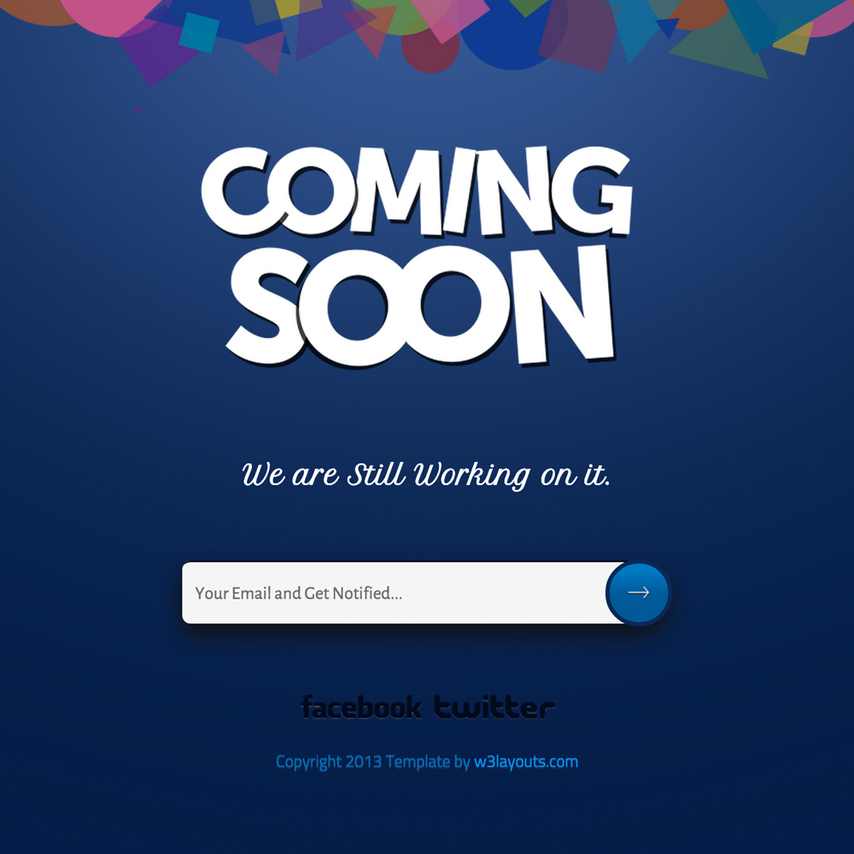 COMING
SOON
We are Still Working on it.
Your Email and Get Notified...
facebook twitter
Copyright 2013 Template by w3layouts.com